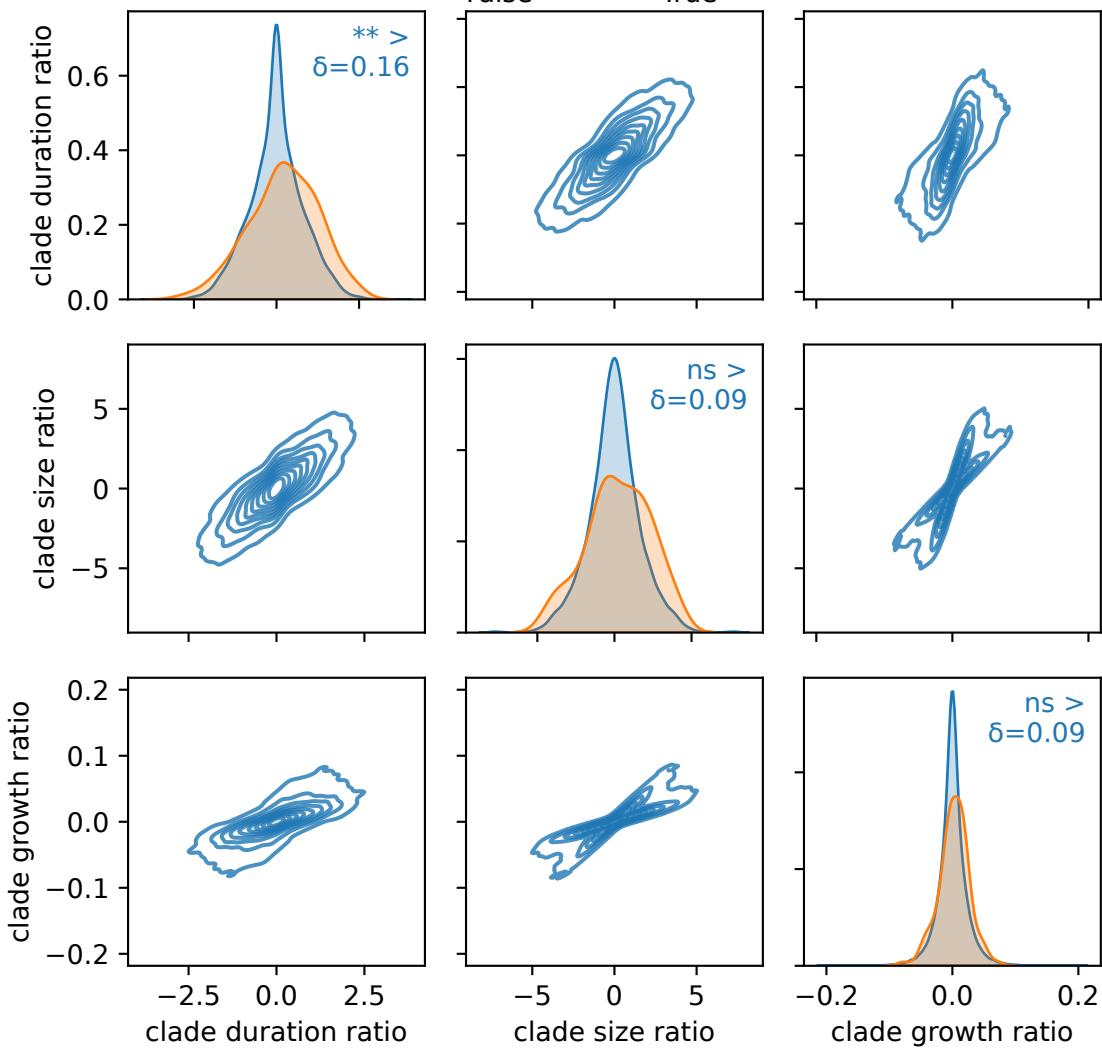 clade duration ratio
0.6
0.4
0.2
0.0
** >
δ=0.16
clade size ratio
5
0
−5
ns >
δ=0.09
clade growth ratio
0.2
0.1
0.0
−0.1
−0.2
ns >
δ=0.09
−2.5 0.0 2.5
clade duration ratio
−5 0 5
clade size ratio
−0.2 0.0 0.2
clade growth ratio